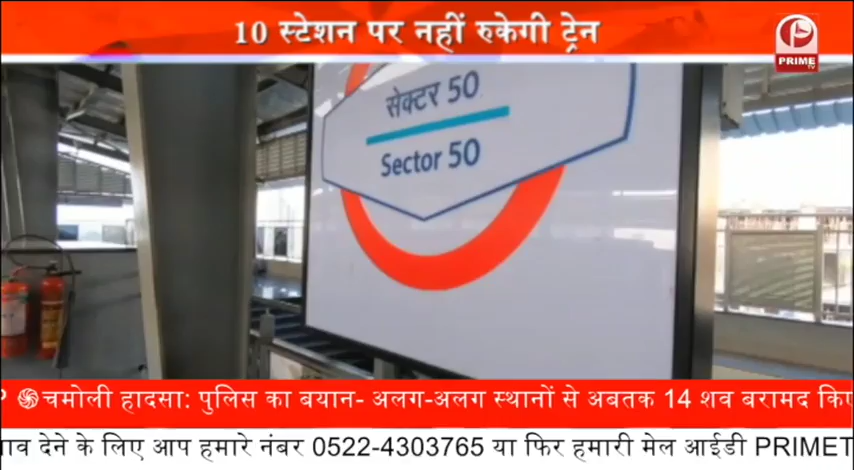 10 स्टेशन पर नहीं रुकेगी ट्रेन
PRIME
सेक्टर 50
Sector 50
चमोली हादसा: पुलिस का बयान- अलग-अलग स्थानों से अबतक 14 शव बरामद किए
ाव देने के लिए आप हमारे नंबर 0522-4303765 या फिर हमारी मेल आईडी PRIMET